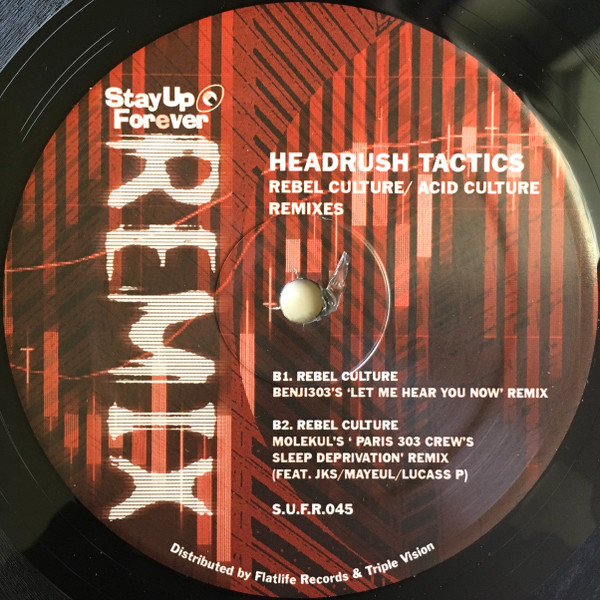 StayUp
Forever
REMIX
HEADRUSH TACTICS
REBEL CULTURE/ ACID CULTURE
REMIXES
B1. REBEL CULTURE
BENJI303'S 'LET ME HEAR YOU NOW' REMIX
B2. REBEL CULTURE
MOLEKUL'S ' PARIS 303 CREW'S
SLEEP DEPRIVATION' REMIX
(FEAT. JKS/MAYEUL/LUCASS P)
S.U.F.R.045
Distributed by Flatlife Records & Triple Vision